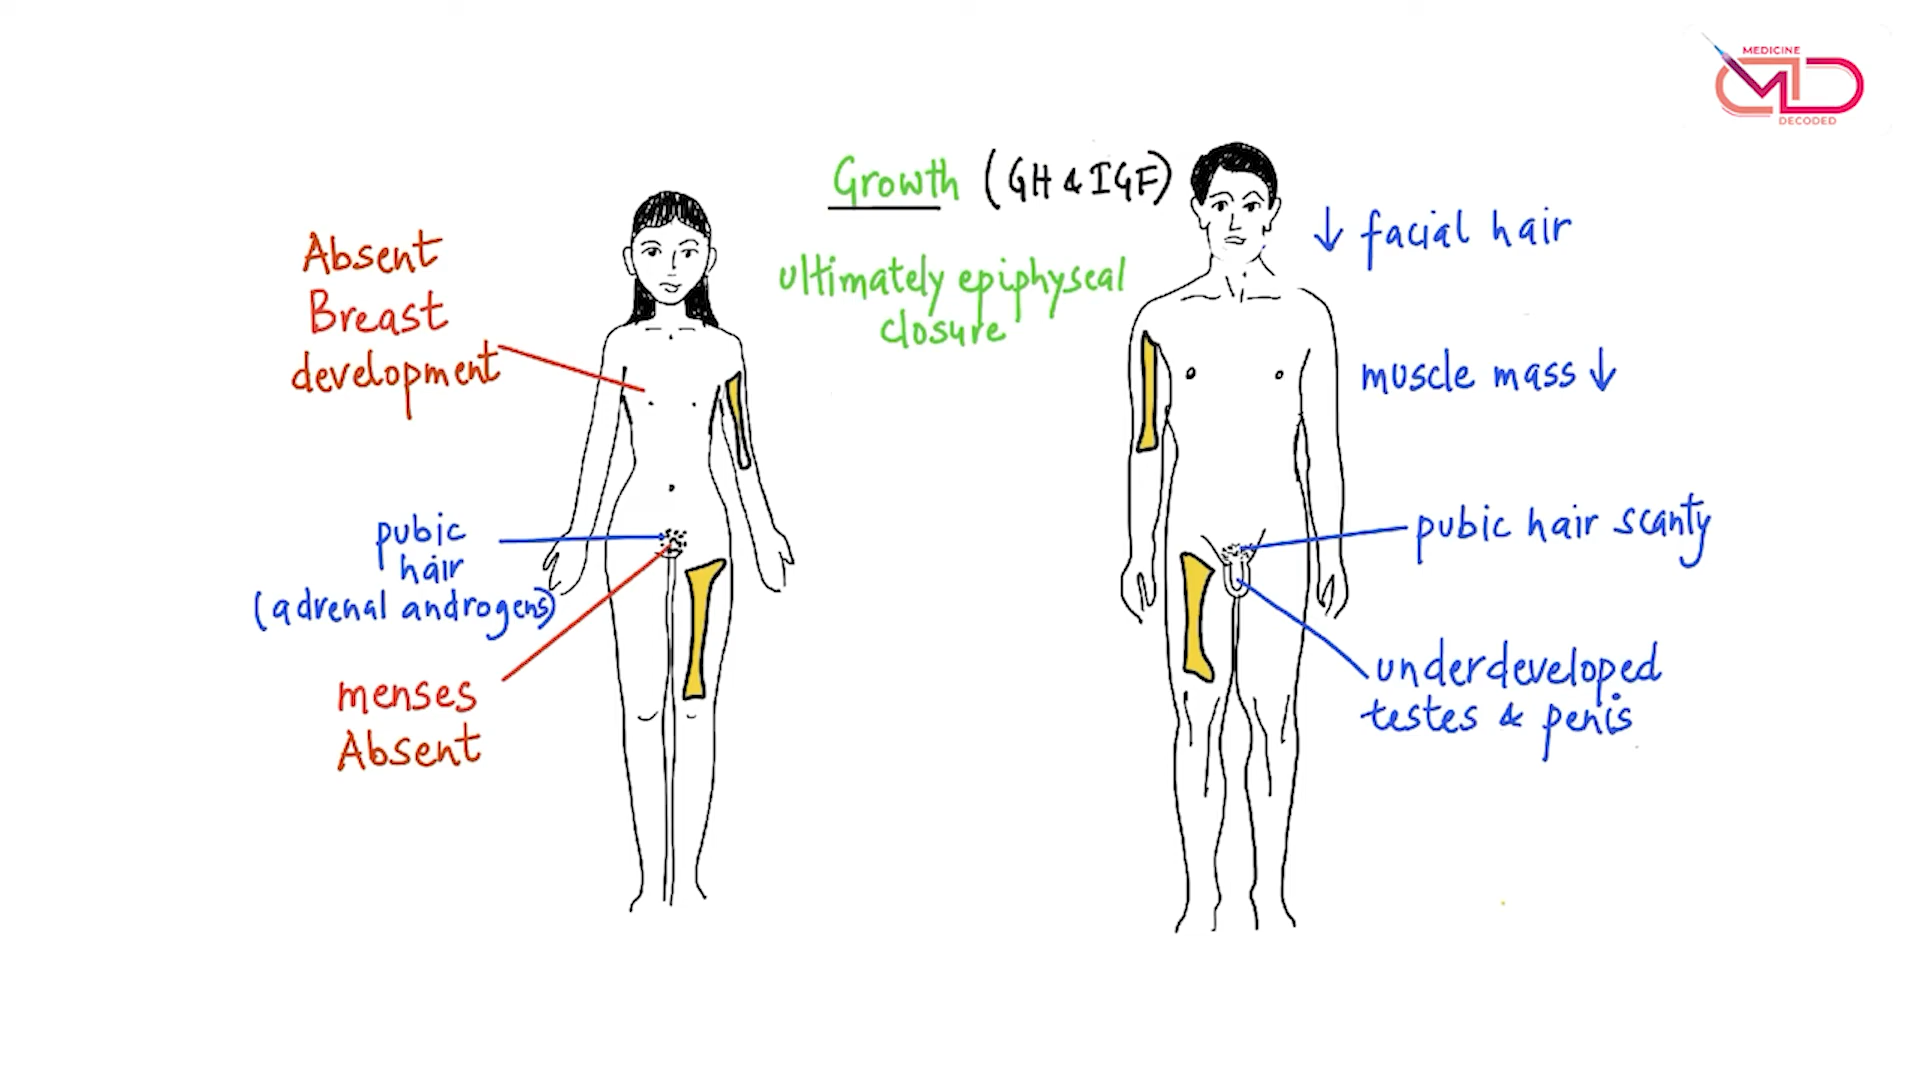 MEDICINE
MD
DECODED
Growth (GH & IGF)
ultimately epiphyseal
closure
Absent
Breast
development
pubic
hair
(adrenal androgens)
menses
Absent
↓ facial hair
muscle mass ↓
pubic hair scanty
underdeveloped
testes & penis